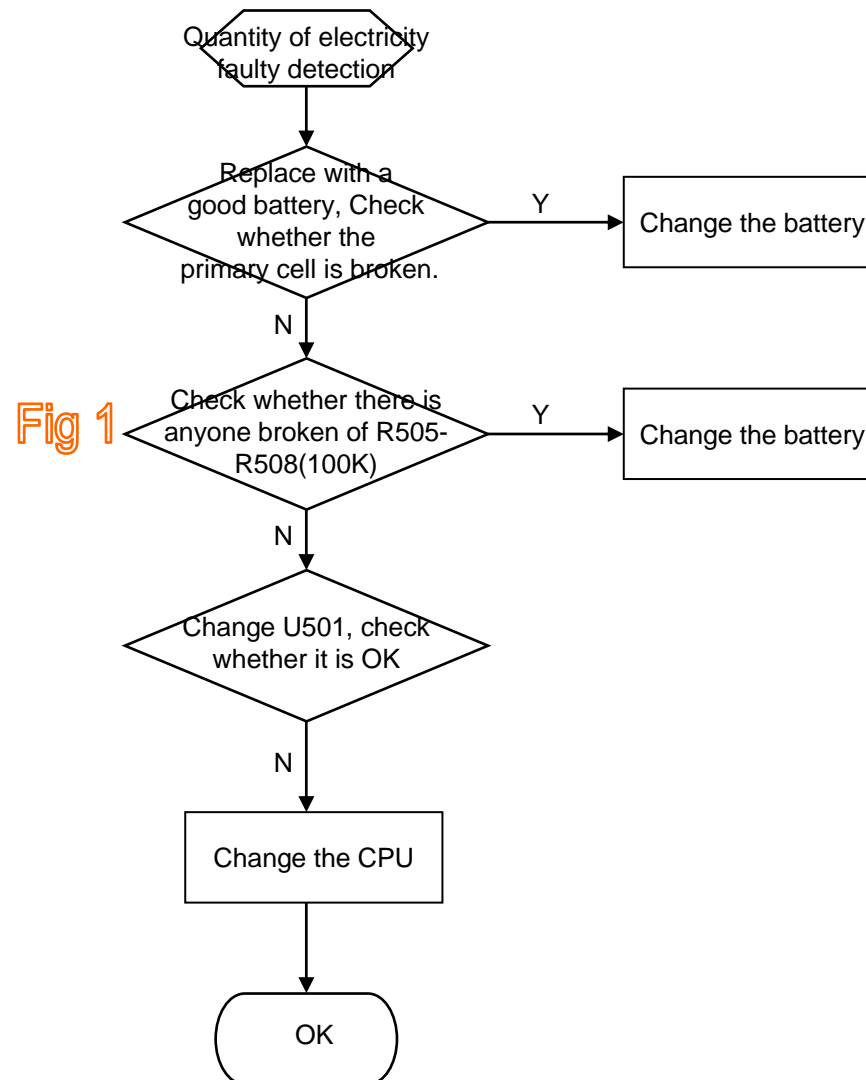 Quantity of electricity
faulty detection
Replace with a
good battery, Check
whether the
primary cell is broken.
Y
Change the battery
N
Fig 1
Check whether there is
anyone broken of R505-
R508(100K)
Y
Change the battery
N
Change U501, check
whether it is OK
N
Change the CPU
OK